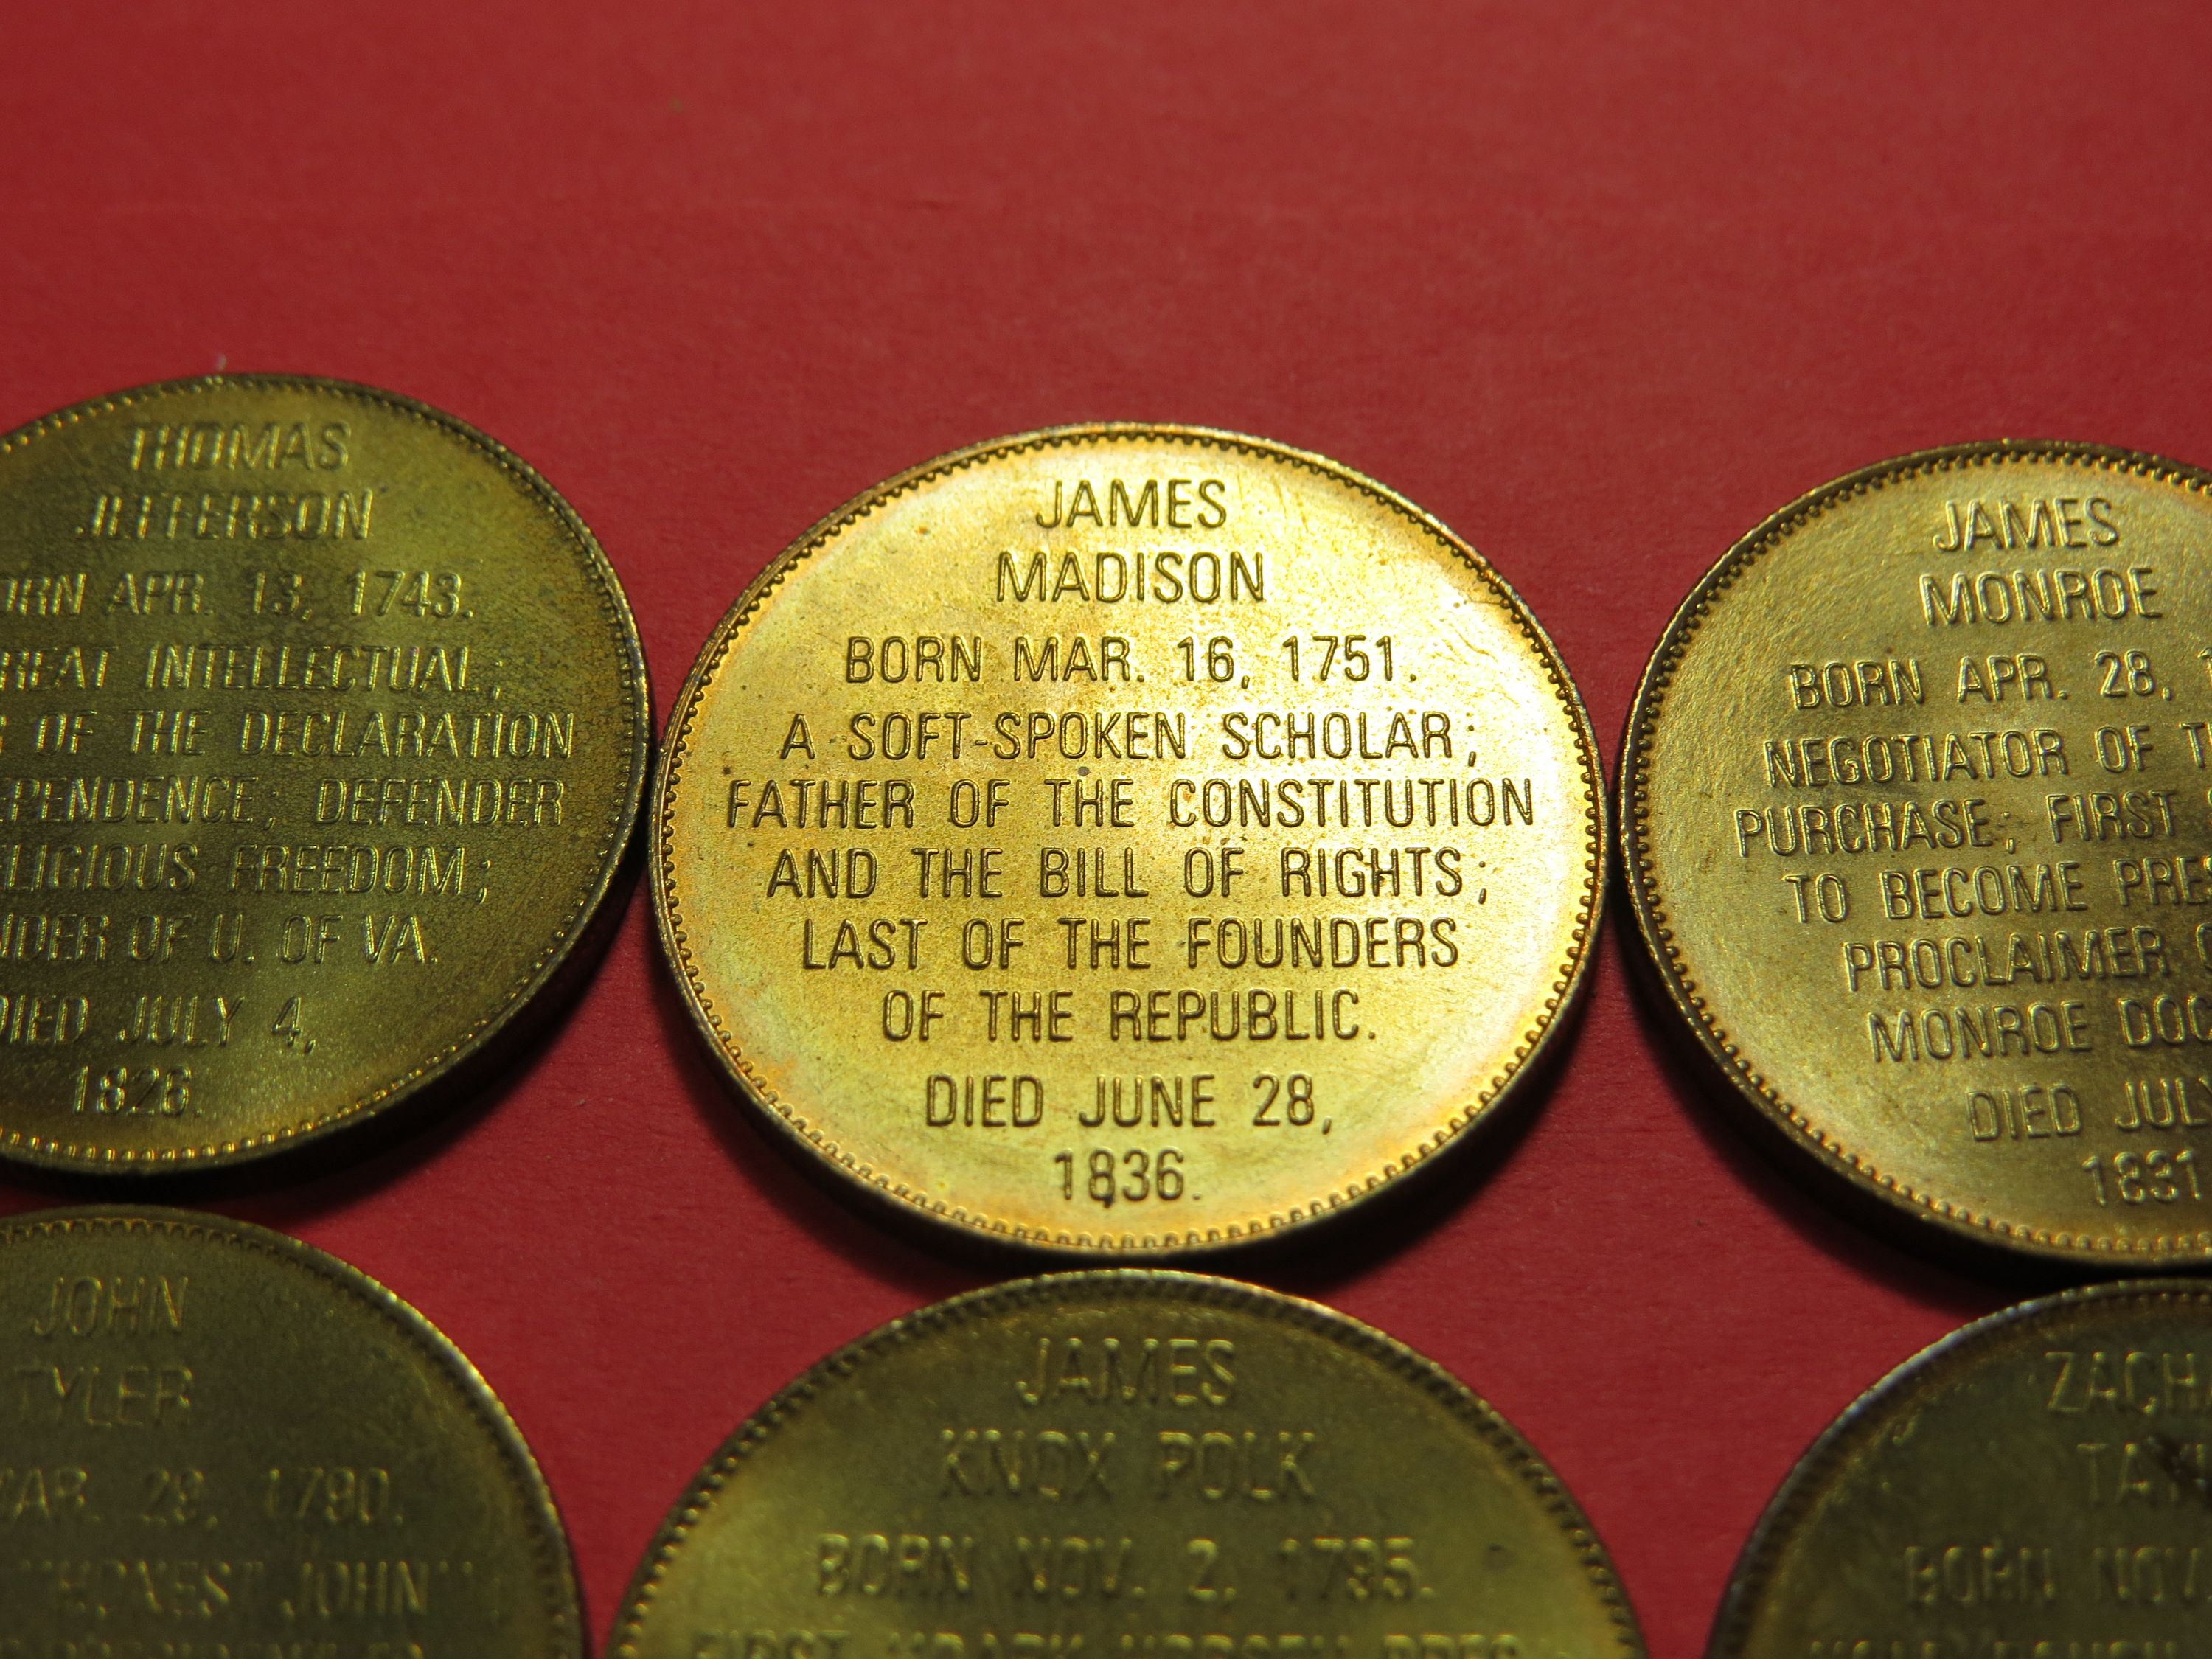 THOMAS
JEFFERSON
APR. 13, 1743.
INTELLECTUAL;
OF THE DECLARATION
DEFENDER
FREEDOM;
OF U. OF VA.
JULY 4,
1826.
JAMES
MADISON
BORN MAR. 16, 1751.
A SOFT-SPOKEN SCHOLAR;
FATHER OF THE CONSTITUTION
AND THE BILL OF RIGHTS;
LAST OF THE FOUNDERS
OF THE REPUBLIC.
DIED JUNE 28,
1836.
JAMES
MONROE
BORN APR. 28,
NEGOTIATOR OF
PURCHASE; FIRST
TO BECOME
PROCLAIMER
MONROE
DIED JULY
1831
JOHN
TYLER
29, 1790.
"HONEST JOHN"
JAMES
KNOX POLK
BORN NOV. 2, 1795.
FIRST
BORN NOV